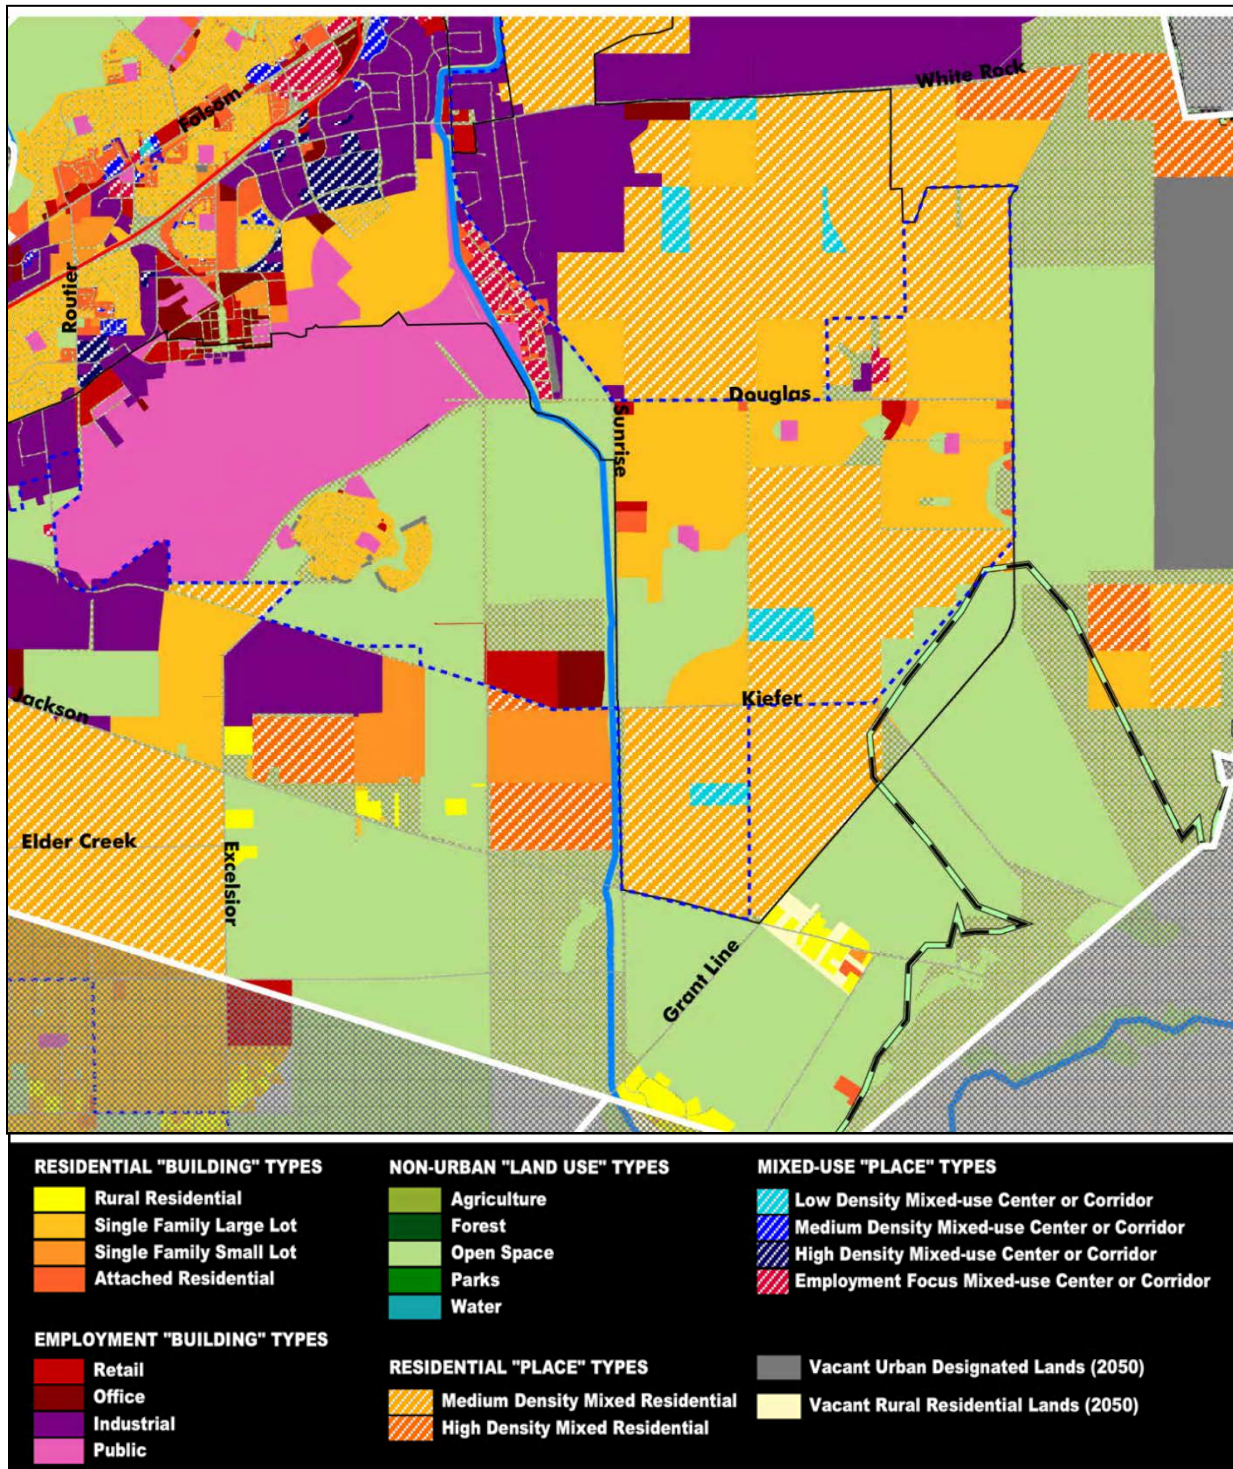 White Rock
Folsom
Routier
Douglas
Sunrise
Jackson
Kiefer
Elder Creek
Excelsior
Grant Line
RESIDENTIAL "BUILDING" TYPES
Rural Residential
Single Family Large Lot
Single Family Small Lot
Attached Residential
EMPLOYMENT "BUILDING" TYPES
Retail
Office
Industrial
Public
NON-URBAN "LAND USE" TYPES
Agriculture
Forest
Open Space
Parks
Water
RESIDENTIAL "PLACE" TYPES
Medium Density Mixed Residential
High Density Mixed Residential
MIXED-USE "PLACE" TYPES
Low Density Mixed-use Center or Corridor
Medium Density Mixed-use Center or Corridor
High Density Mixed-use Center or Corridor
Employment Focus Mixed-use Center or Corridor
Vacant Urban Designated Lands (2050)
Vacant Rural Residential Lands (2050)